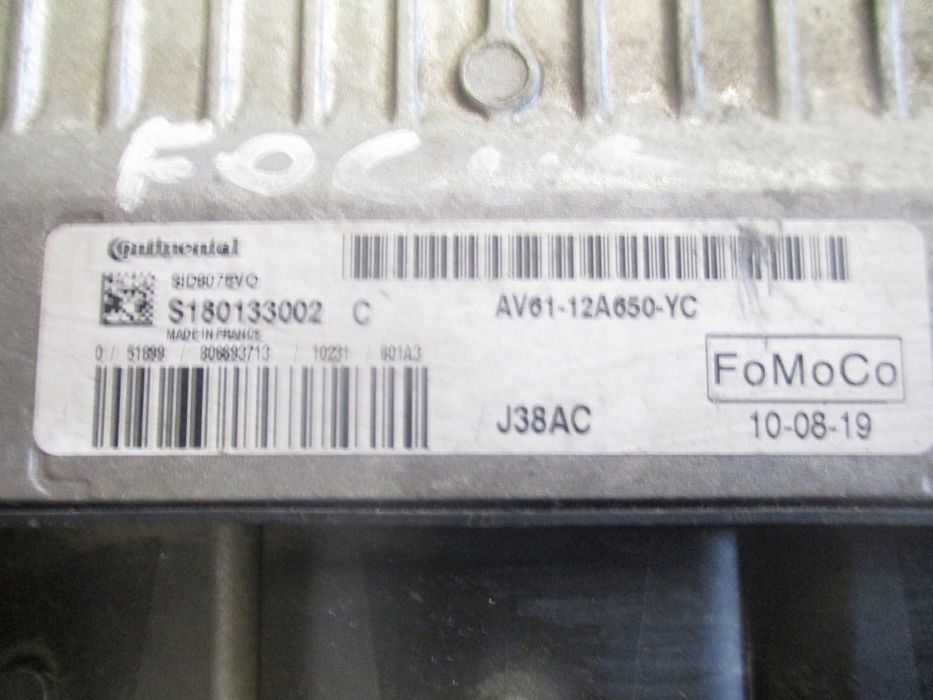 FOCUS
Continental
SID807EVO
S180133002 C
MADE IN FRANCE
0 / 51899 / 806693713 / 10231 / 601A3
AV61-12A650-YC
FoMoCo
J38AC
10-08-19